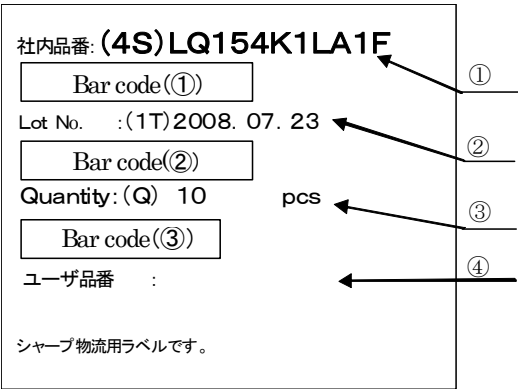 社内品番:(4S)LQ154K1LA1F
Bar code(①)
①
Lot No. :(1T)2008. 07. 23
②
Bar code(②)
Quantity:(Q) 10 pcs
③
Bar code(③)
④
ユーザ品番 :
シャープ物流用ラベルです。